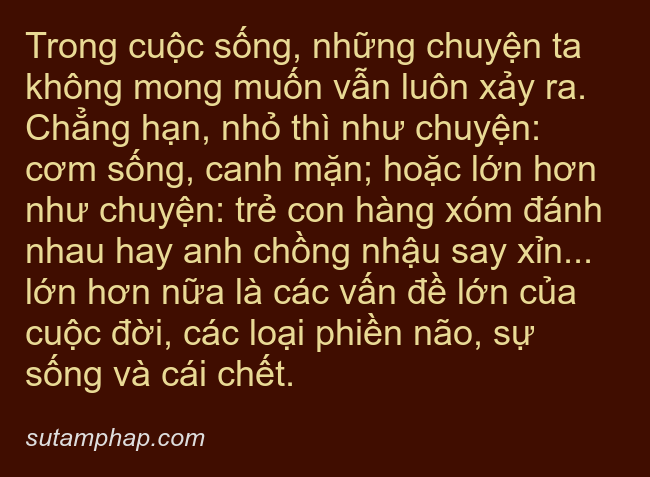 Trong cuộc sống, những chuyện ta
không mong muốn vẫn luôn xảy ra.
Chẳng hạn, nhỏ thì như chuyện:
cơm sống, canh mặn; hoặc lớn hơn
như chuyện: trẻ con hàng xóm đánh
nhau hay anh chồng nhậu say xỉn...
lớn hơn nữa là các vấn đề lớn của
cuộc đời, các loại phiền não, sự
sống và cái chết.
sutamphap.com